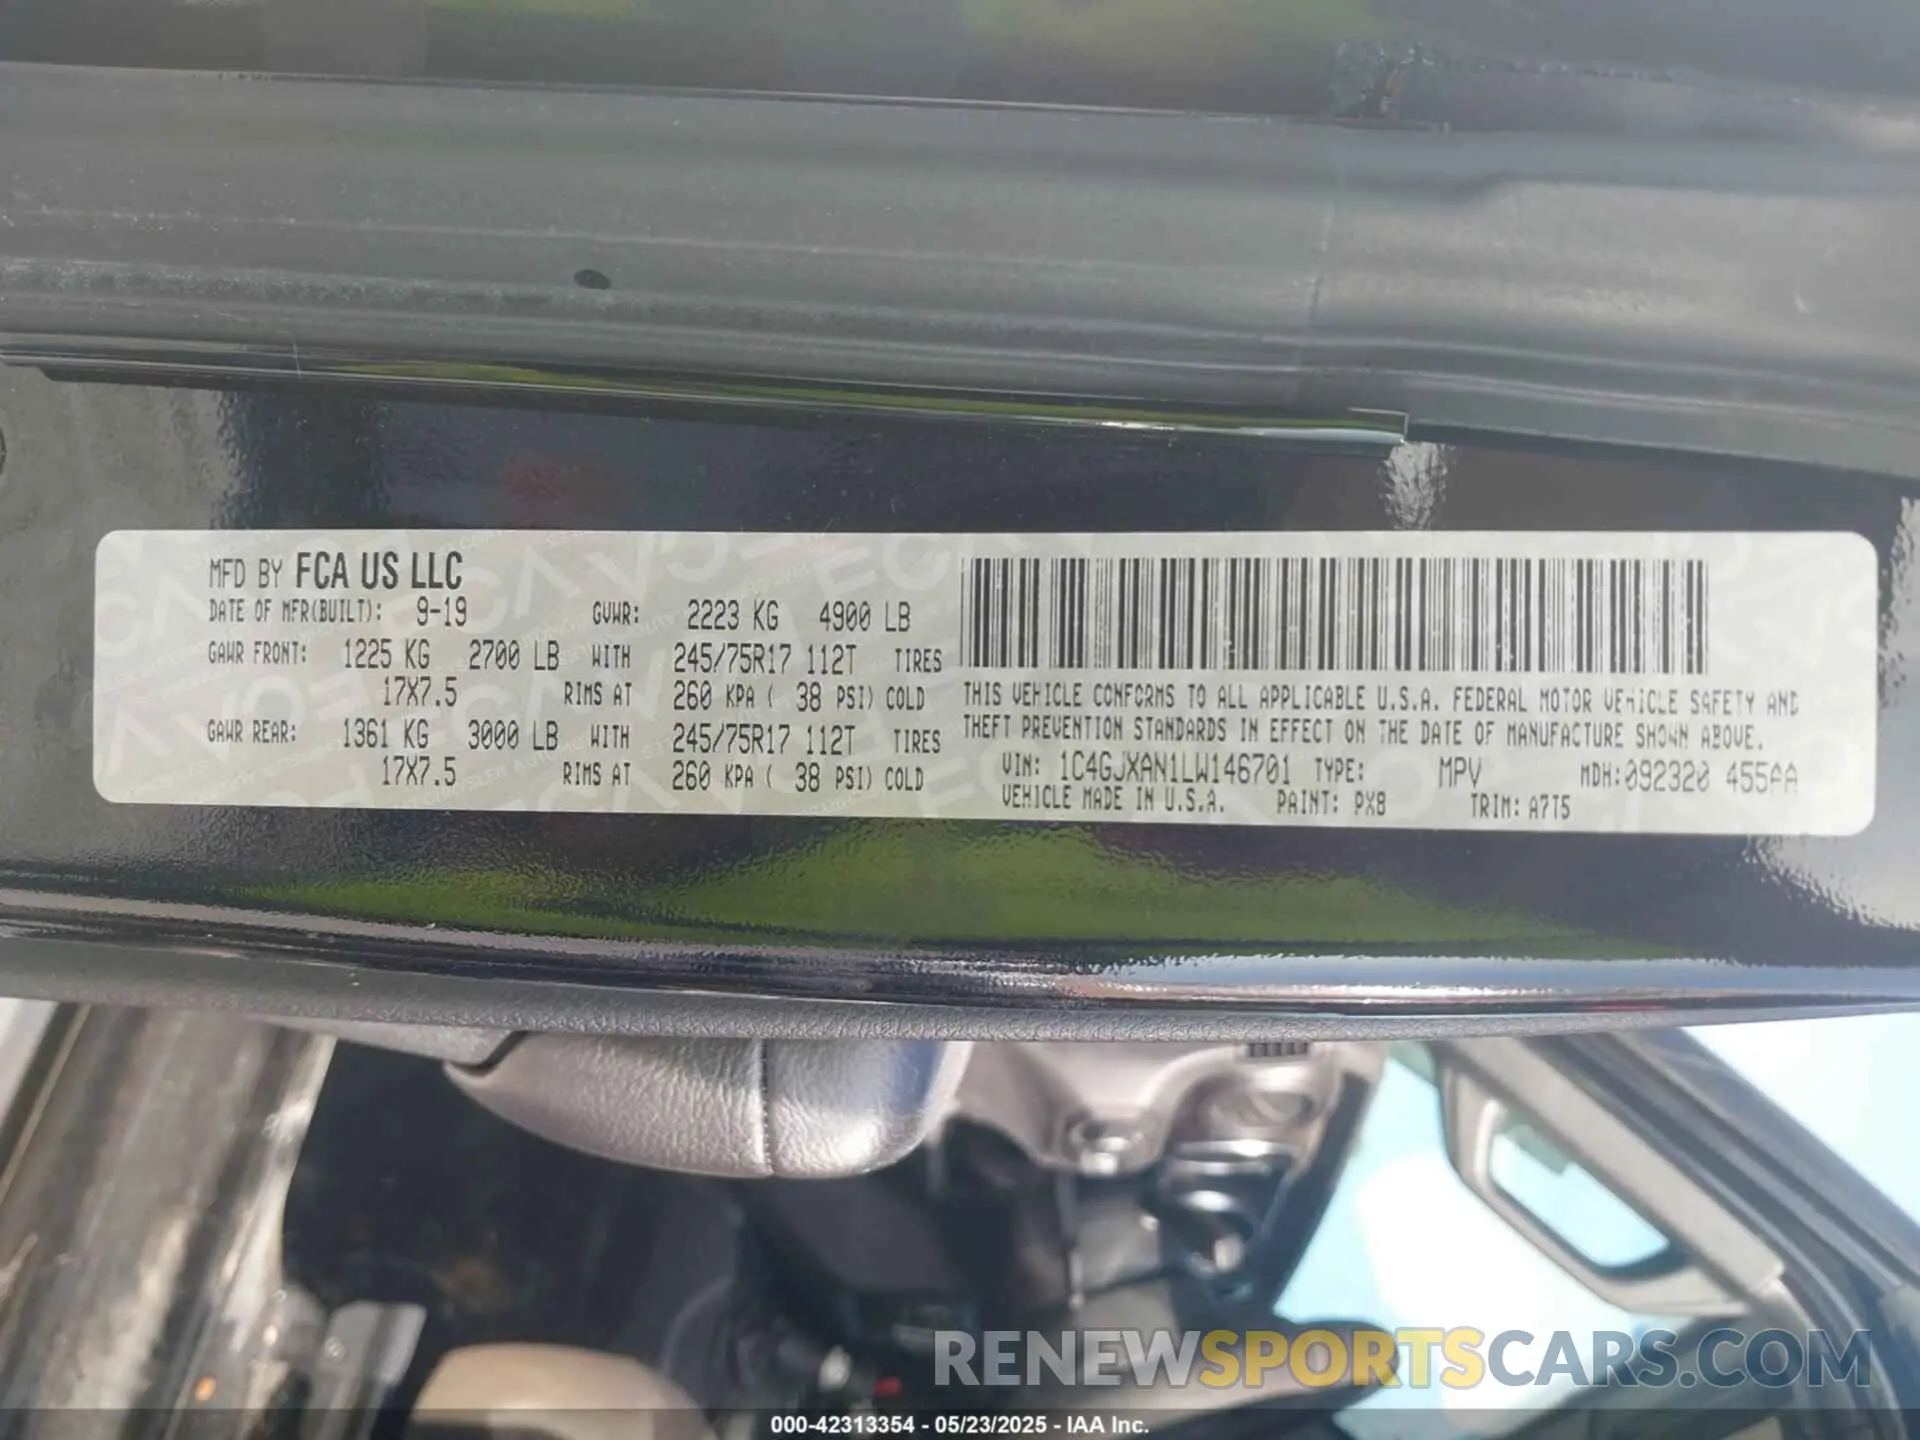 MFD BY FCA US LLC
DATE OF MFR(BUILT): 9-19 GVWR: 2223 KG 4900 LB
GAWR FRONT: 1225 KG 2700 LB WITH 245/75R17 112T TIRES
17X7.5 RIMS AT 260 KPA ( 38 PSI) COLD
GAWR REAR: 1361 KG 3000 LB WITH 245/75R17 112T TIRES
17X7.5 RIMS AT 260 KPA ( 38 PSI) COLD
THIS VEHICLE CONFORMS TO ALL APPLICABLE U.S.A. FEDERAL MOTOR VEHICLE SAFETY AND
THEFT PREVENTION STANDARDS IN EFFECT ON THE DATE OF MANUFACTURE SHOWN ABOVE.
VIN: 1C4GJXAN1LW146701 TYPE: MPV MDH:092320 455AA
VEHICLE MADE IN U.S.A. PAINT: PX8 TRIM: A7T5
RENEWSPORTSCARS.COM
000-42313354 - 05/23/2025 - IAA Inc.